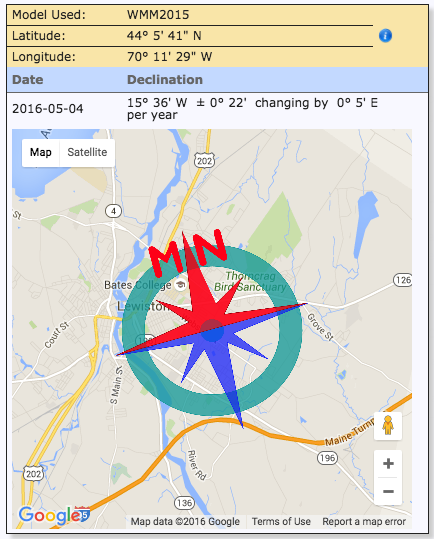 Model Used: WMM2015
Latitude: 44° 5' 41" N
Longitude: 70° 11' 29" W
Date Declination
2016-05-04 15° 36' W ± 0° 22' changing by 0° 5' E
per year
Map Satellite
202
St
4
MN
126
Thorncrag
Bird Sanctuary
Bates College
Lewiston
Grove St
Court St
S Main St
Maine Turnp
196
River Rd
202
136
Google
Map data ©2016 Google Terms of Use Report a map error